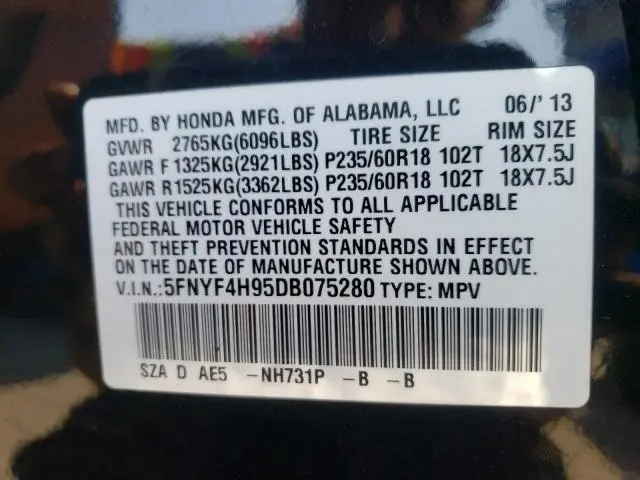 MFD. BY HONDA MFG. OF ALABAMA, LLC 06/'13
GVWR 2765KG(6096LBS) TIRE SIZE RIM SIZE
GAWR F 1325KG(2921LBS) P235/60R18 102T 18X7.5J
GAWR R1525KG(3362LBS) P235/60R18 102T 18X7.5J
THIS VEHICLE CONFORMS TO ALL APPLICABLE
FEDERAL MOTOR VEHICLE SAFETY
AND THEFT PREVENTION STANDARDS IN EFFECT
ON THE DATE OF MANUFACTURE SHOWN ABOVE.
V.I.N.:5FNYF4H95DB075280 TYPE: MPV
SZA D AE5 -NH731P -B -B